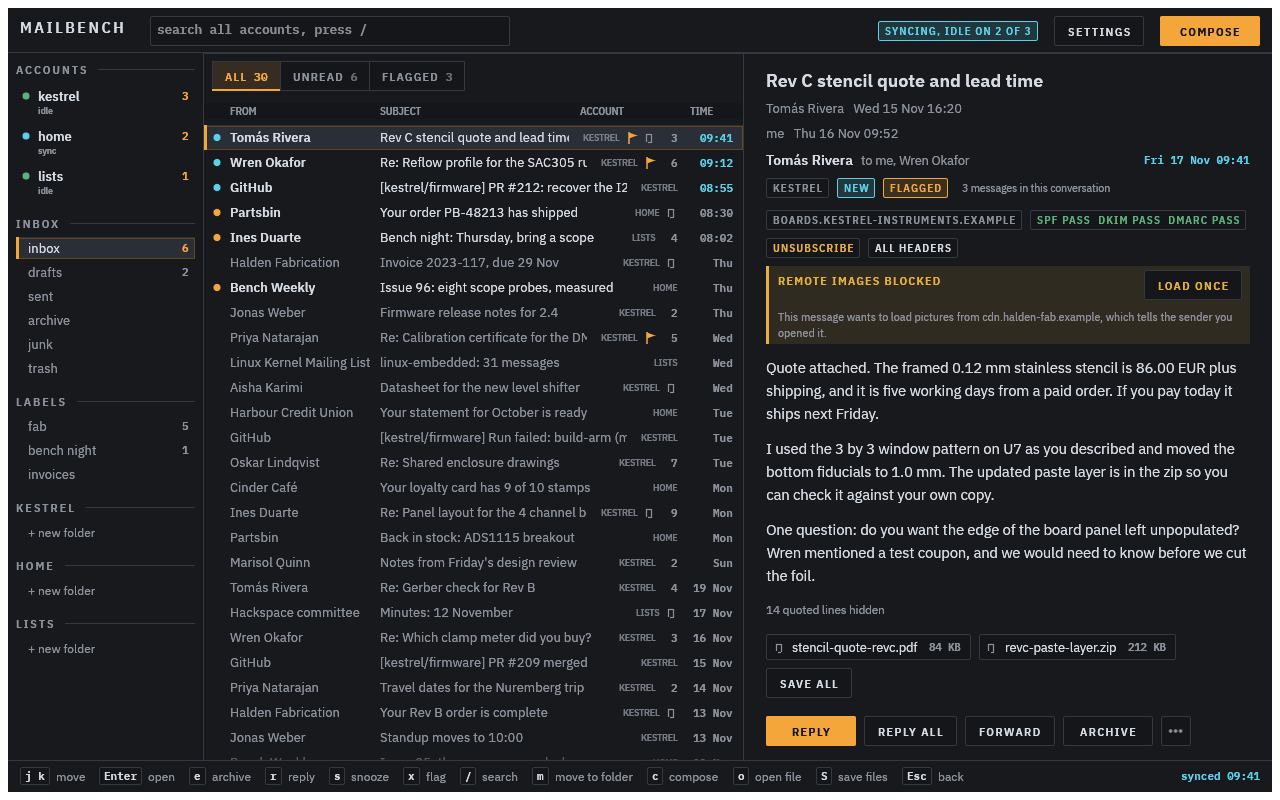 MAILBENCH
search all accounts, press /
SYNCING, IDLE ON 2 OF 3
SETTINGS
COMPOSE
ACCOUNTS
kestrel 3
idle
home 2
sync
lists 1
idle
INBOX
inbox 6
drafts 2
sent
archive
junk
trash
LABELS
fab 5
bench night 1
invoices
KESTREL
+ new folder
HOME
+ new folder
LISTS
+ new folder
ALL 30 UNREAD 6 FLAGGED 3
FROM SUBJECT ACCOUNT TIME
Tomás Rivera Rev C stencil quote and lead time KESTREL 3 09:41
Wren Okafor Re: Reflow profile for the SAC305 ru KESTREL 6 09:12
GitHub [kestrel/firmware] PR #212: recover the I2 KESTREL 08:55
Partsbin Your order PB-48213 has shipped HOME 08:30
Ines Duarte Bench night: Thursday, bring a scope LISTS 4 08:02
Halden Fabrication Invoice 2023-117, due 29 Nov KESTREL Thu
Bench Weekly Issue 96: eight scope probes, measured HOME Thu
Jonas Weber Firmware release notes for 2.4 KESTREL 2 Thu
Priya Natarajan Re: Calibration certificate for the DM KESTREL 5 Wed
Linux Kernel Mailing List linux-embedded: 31 messages LISTS Wed
Aisha Karimi Datasheet for the new level shifter KESTREL Wed
Harbour Credit Union Your statement for October is ready HOME Tue
GitHub [kestrel/firmware] Run failed: build-arm (m KESTREL Tue
Oskar Lindqvist Re: Shared enclosure drawings KESTREL 7 Tue
Cinder Café Your loyalty card has 9 of 10 stamps HOME Mon
Ines Duarte Re: Panel layout for the 4 channel b KESTREL 9 Mon
Partsbin Back in stock: ADS1115 breakout HOME Mon
Marisol Quinn Notes from Friday's design review KESTREL 2 Sun
Tomás Rivera Re: Gerber check for Rev B KESTREL 4 19 Nov
Hackspace committee Minutes: 12 November LISTS 17 Nov
Wren Okafor Re: Which clamp meter did you buy? KESTREL 3 16 Nov
GitHub [kestrel/firmware] PR #209 merged KESTREL 15 Nov
Priya Natarajan Travel dates for the Nuremberg trip KESTREL 2 14 Nov
Halden Fabrication Your Rev B order is complete KESTREL 13 Nov
Jonas Weber Standup moves to 10:00 KESTREL 13 Nov
Rev C stencil quote and lead time
Tomás Rivera Wed 15 Nov 16:20
me Thu 16 Nov 09:52
Tomás Rivera to me, Wren Okafor Fri 17 Nov 09:41
KESTREL NEW FLAGGED 3 messages in this conversation
BOARDS.KESTREL-INSTRUMENTS.EXAMPLE SPF PASS DKIM PASS DMARC PASS
UNSUBSCRIBE ALL HEADERS
REMOTE IMAGES BLOCKED LOAD ONCE
This message wants to load pictures from cdn.halden-fab.example, which tells the sender you
opened it.
Quote attached. The framed 0.12 mm stainless stencil is 86.00 EUR plus
shipping, and it is five working days from a paid order. If you pay today it
ships next Friday.
I used the 3 by 3 window pattern on U7 as you described and moved the
bottom fiducials to 1.0 mm. The updated paste layer is in the zip so you
can check it against your own copy.
One question: do you want the edge of the board panel left unpopulated?
Wren mentioned a test coupon, and we would need to know before we cut
the foil.
14 quoted lines hidden
stencil-quote-revc.pdf 84 KB revc-paste-layer.zip 212 KB
SAVE ALL
REPLY REPLY ALL FORWARD ARCHIVE •••
j k move Enter open e archive r reply s snooze x flag / search m move to folder c compose o open file S save files Esc back synced 09:41